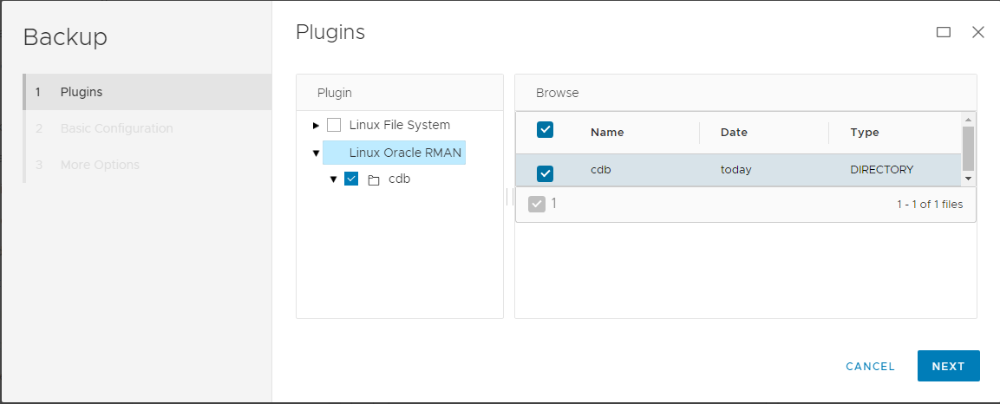 Backup
1 Plugins
2 Basic Configuration
3 More Options
Plugins
Plugin
Linux File System
Linux Oracle RMAN
cdb
Browse
Name Date Type
cdb today DIRECTORY
1 1 - 1 of 1 files
CANCEL NEXT